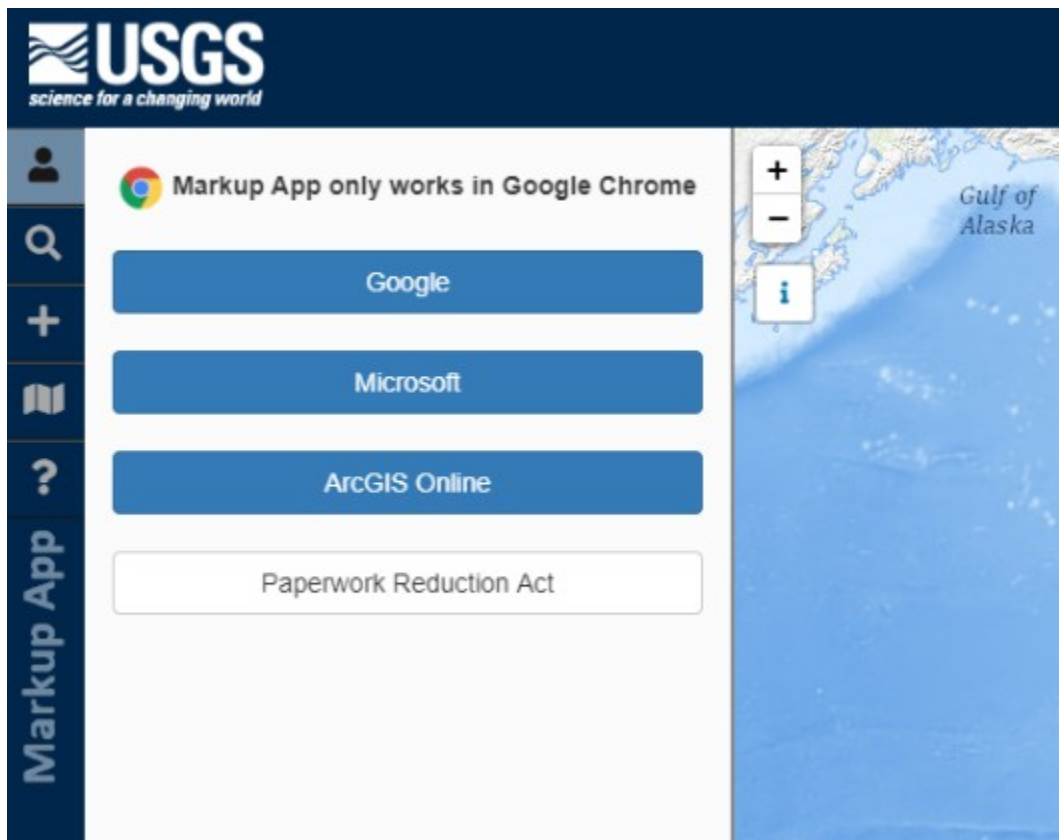 USGS
science for a changing world
Markup App only works in Google Chrome
Google
Microsoft
ArcGIS Online
Paperwork Reduction Act
?
Markup App
+
−
i
Gulf of
Alaska